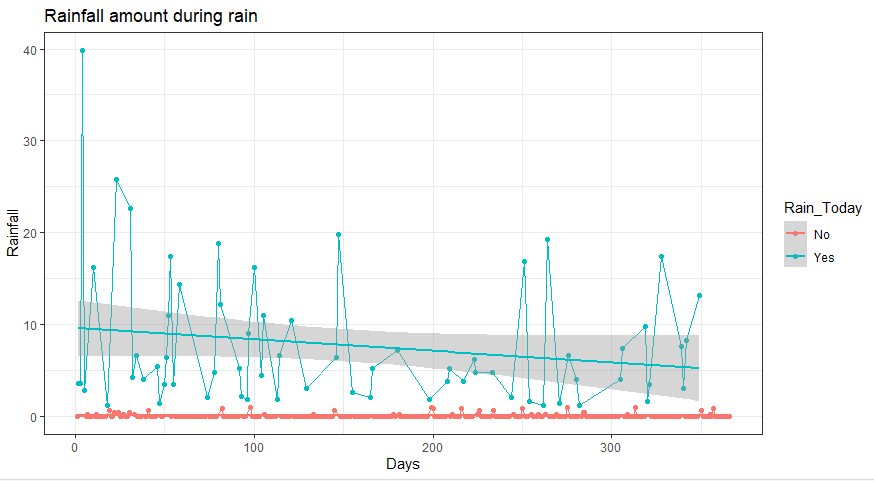 Rainfall amount during rain
40
30
20
10
0
Rainfall
0
100
200
300
Days
Rain_Today
No
Yes